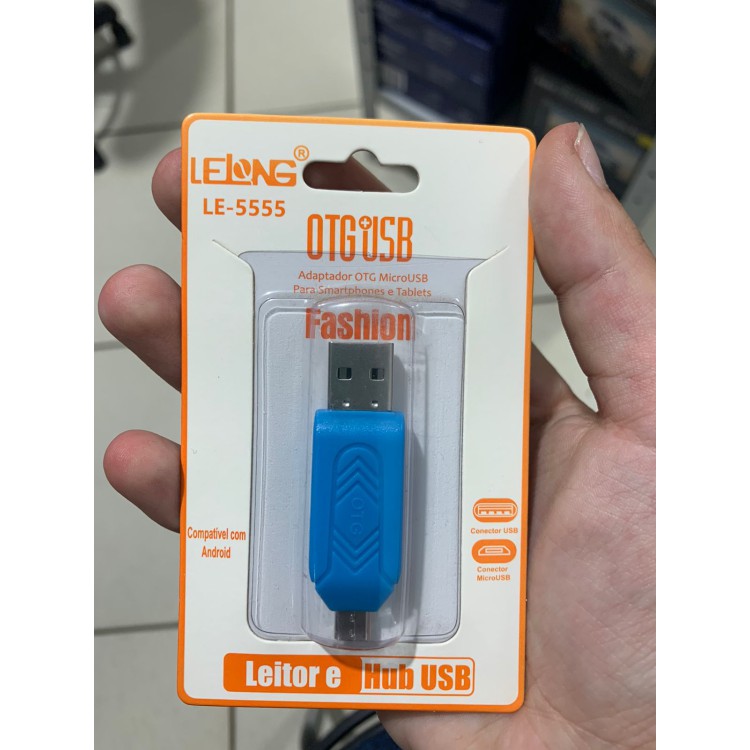 LELONG®
LE-5555
OTG USB
Adaptador OTG MicroUSB
Para Smartphones e Tablets
Fashion
OTG
Compatível com
Android
Conector USB
Conector
MicroUSB
Leitor e Hub USB